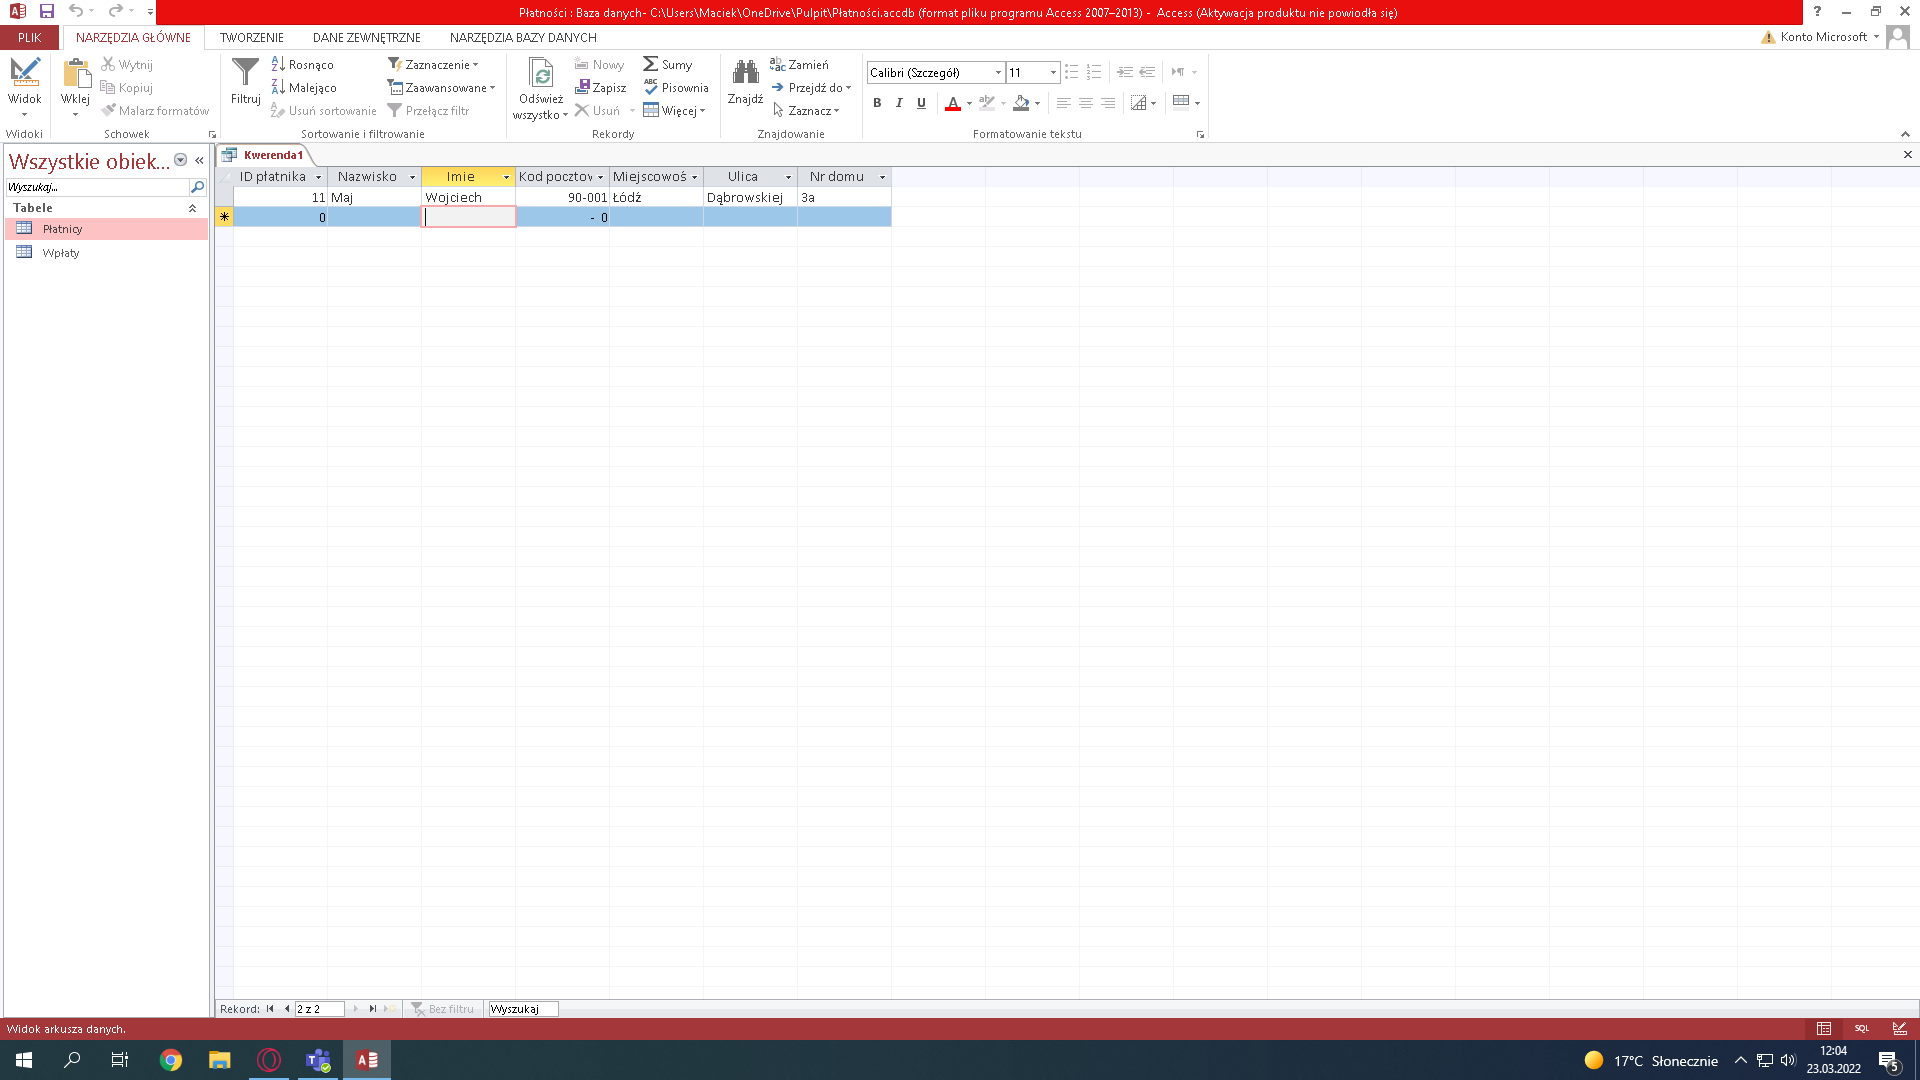 Płatności : Baza danych- C:\Users\Maciek\OneDrive\Pulpit\Płatności.accdb (format pliku programu Access 2007–2013) - Access (Aktywacja produktu nie powiodła się)
PLIK NARZĘDZIA GŁÓWNE TWORZENIE DANE ZEWNĘTRZNE NARZĘDZIA BAZY DANYCH Konto Microsoft
Widok
Widoki
Wklej
Wytnij
Kopiuj
Malarz formatów
Schowek
Filtruj
Rosnąco
Malejąco
Usuń sortowanie
Zaznaczenie
Zaawansowane
Przełącz filtr
Sortowanie i filtrowanie
Odśwież
wszystko
Nowy
Zapisz
Usuń
Sumy
Pisownia
Więcej
Rekordy
Znajdź
Zamień
Przejdź do
Zaznacz
Znajdowanie
Calibri (Szczegół) 11
B I U A
Formatowanie tekstu
Wszystkie obiek...
Wyszukaj...
Tabele
Płatnicy
Wpłaty
Kwerenda1
ID płatnika Nazwisko Imie Kod pocztow Miejscowoś Ulica Nr domu
11 Maj Wojciech 90-001 Łódź Dąbrowskiej 3a
0 - 0
Rekord: 2 z 2 Bez filtru Wyszukaj
Widok arkusza danych. SQL
17°C Słonecznie 12:04
23.03.2022 5